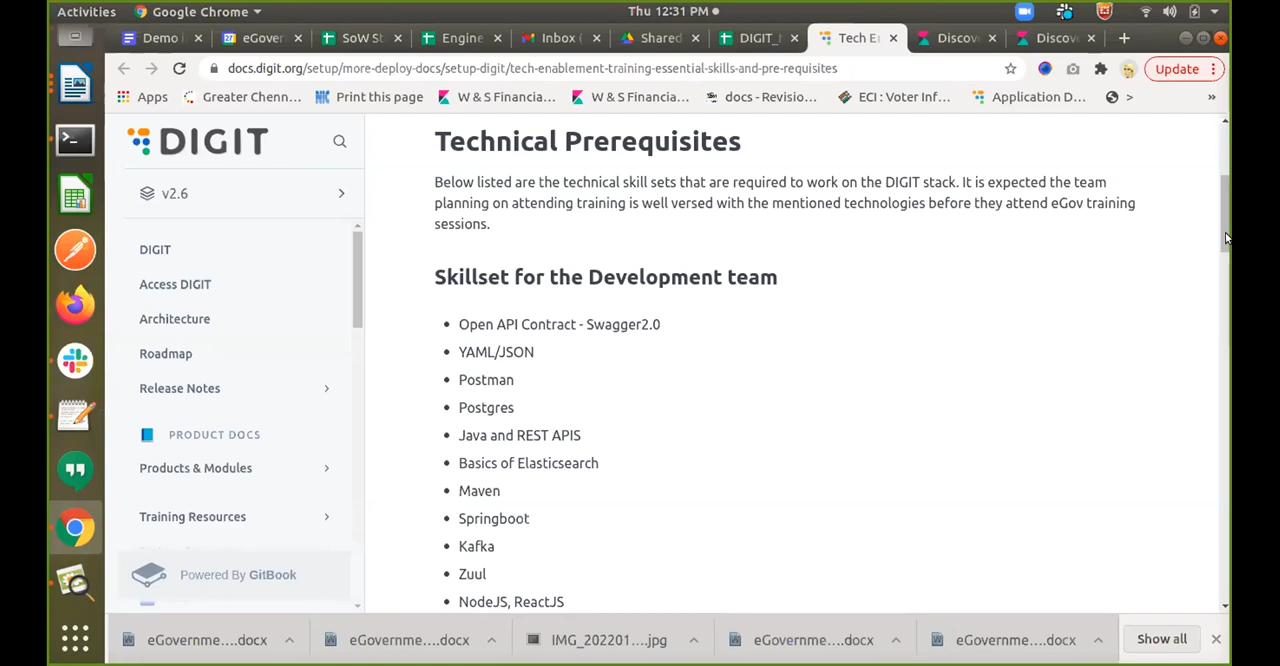 Activities
Google Chrome
Thu 12:31 PM
Demo i
eGover
SoW St
Engine
Inbox (
Shared
DIGIT_
Tech E
Discov
Discov
docs.digit.org/setup/more-deploy-docs/setup-digit/tech-enablement-training-essential-skills-and-pre-requisites
Update
Apps
Greater Chenn...
Print this page
W & S Financia...
W & S Financia...
docs - Revisio...
ECI : Voter Inf...
Application D...
>
»
DIGIT
v2.6
DIGIT
Access DIGIT
Architecture
Roadmap
Release Notes
PRODUCT DOCS
Products & Modules
Training Resources
Powered By GitBook
Technical Prerequisites
Below listed are the technical skill sets that are required to work on the DIGIT stack. It is expected the team
planning on attending training is well versed with the mentioned technologies before they attend eGov training
sessions.
Skillset for the Development team
Open API Contract - Swagger2.0
YAML/JSON
Postman
Postgres
Java and REST APIS
Basics of Elasticsearch
Maven
Springboot
Kafka
Zuul
NodeJS, ReactJS
eGovernme....docx
eGovernme....docx
IMG_202201....jpg
eGovernme....docx
eGovernme....docx
Show all